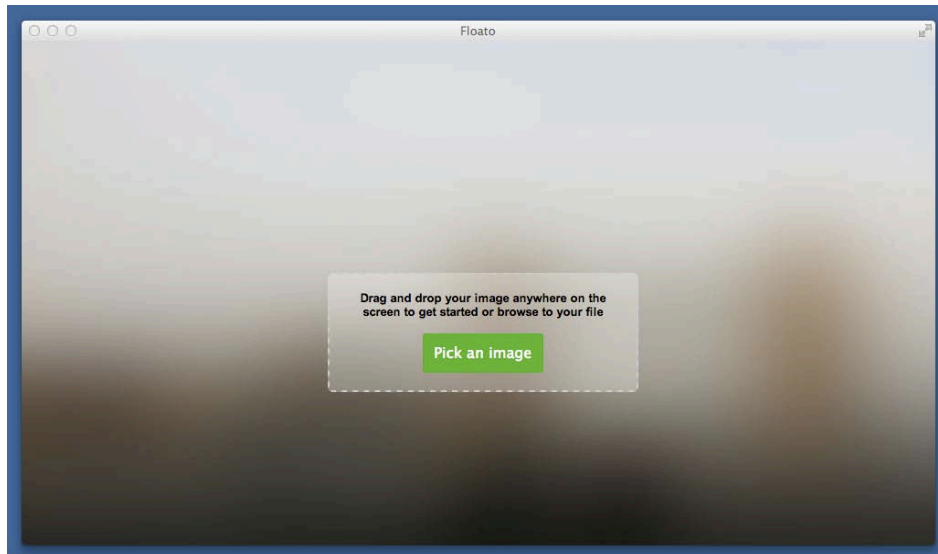 Floato
Drag and drop your image anywhere on the
screen to get started or browse to your file
Pick an image